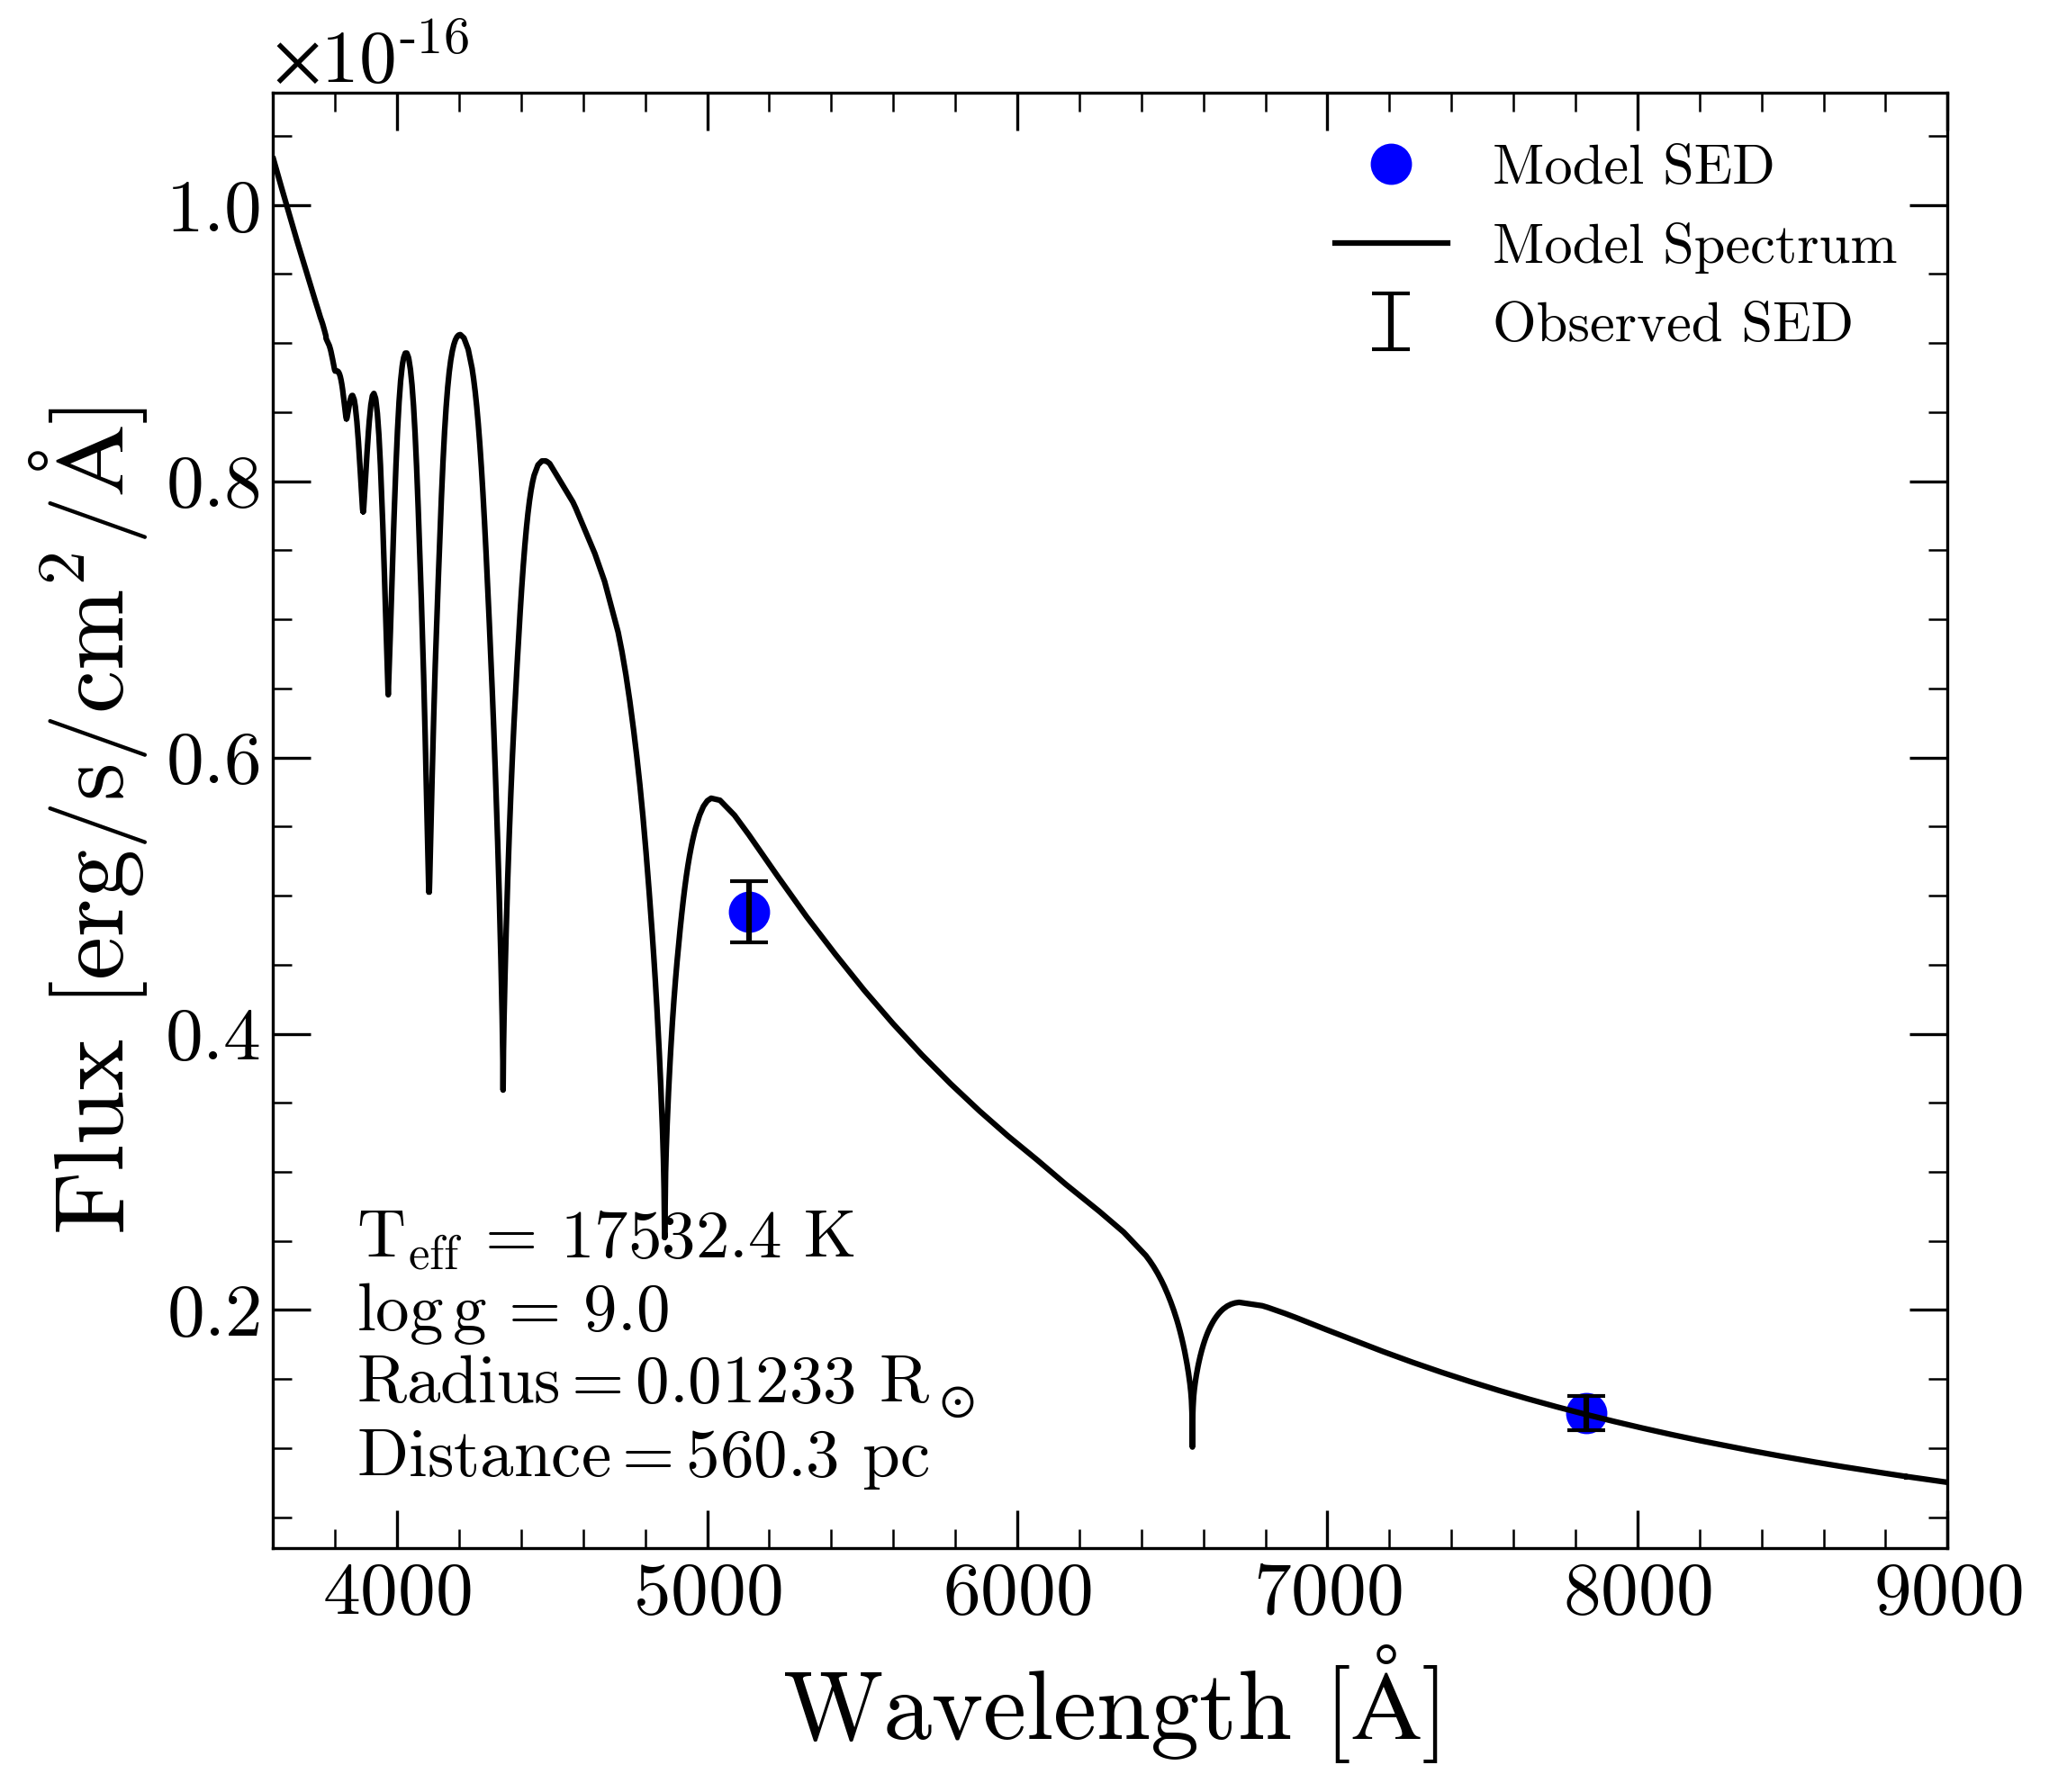 ×10⁻¹⁶
Model SED
Model Spectrum
Observed SED
1.0
0.8
0.6
0.4
0.2
Flux [erg/s/cm²/Å]
T_eff = 17532.4 K
log g = 9.0
Radius = 0.01233 R_⊙
Distance = 560.3 pc
4000 5000 6000 7000 8000 9000
Wavelength [Å]